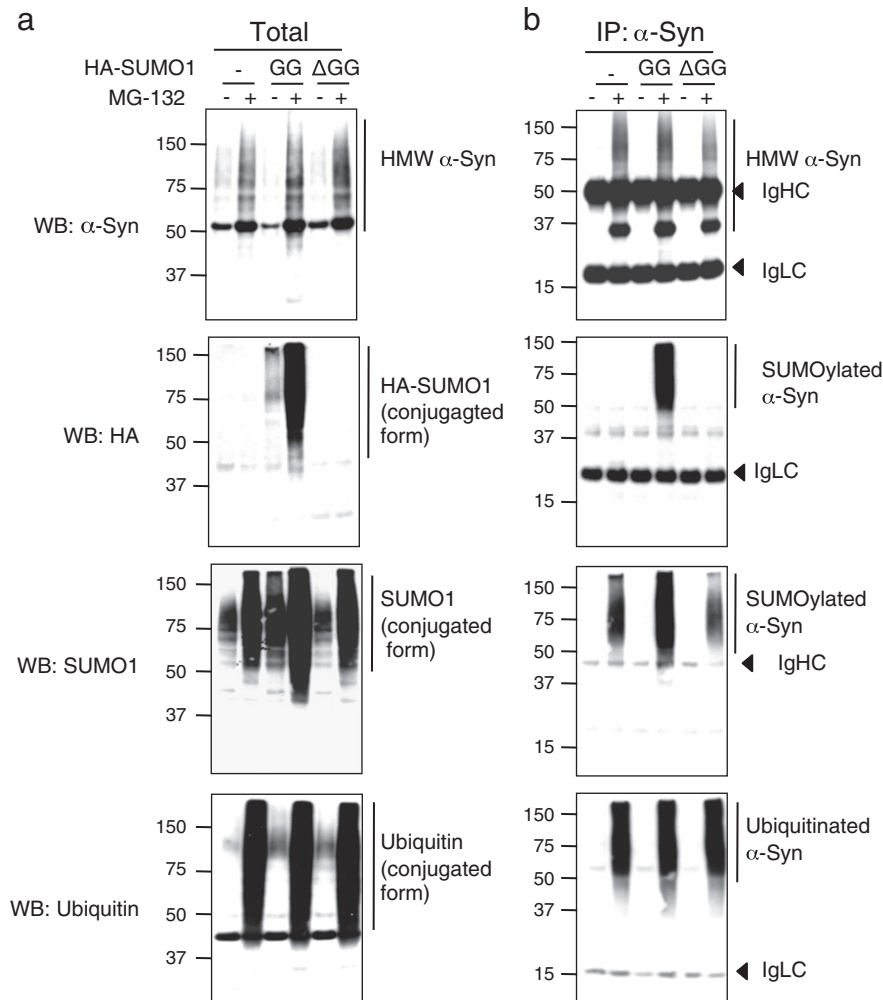 a
Total
HA-SUMO1 - GG ΔGG
MG-132 - + - + - +
150
75
50
37
WB: α-Syn
HMW α-Syn
150
75
50
37
WB: HA
HA-SUMO1
(conjugagted
form)
150
75
50
37
WB: SUMO1
SUMO1
(conjugated
form)
150
75
50
37
WB: Ubiquitin
Ubiquitin
(conjugated
form)
b
IP: α-Syn
- GG ΔGG
- + - + - +
150
75
50
37
15
HMW α-Syn
IgHC
IgLC
150
75
50
37
15
SUMOylated
α-Syn
IgLC
150
75
50
37
15
SUMOylated
α-Syn
IgHC
150
75
50
37
15
Ubiquitinated
α-Syn
IgLC